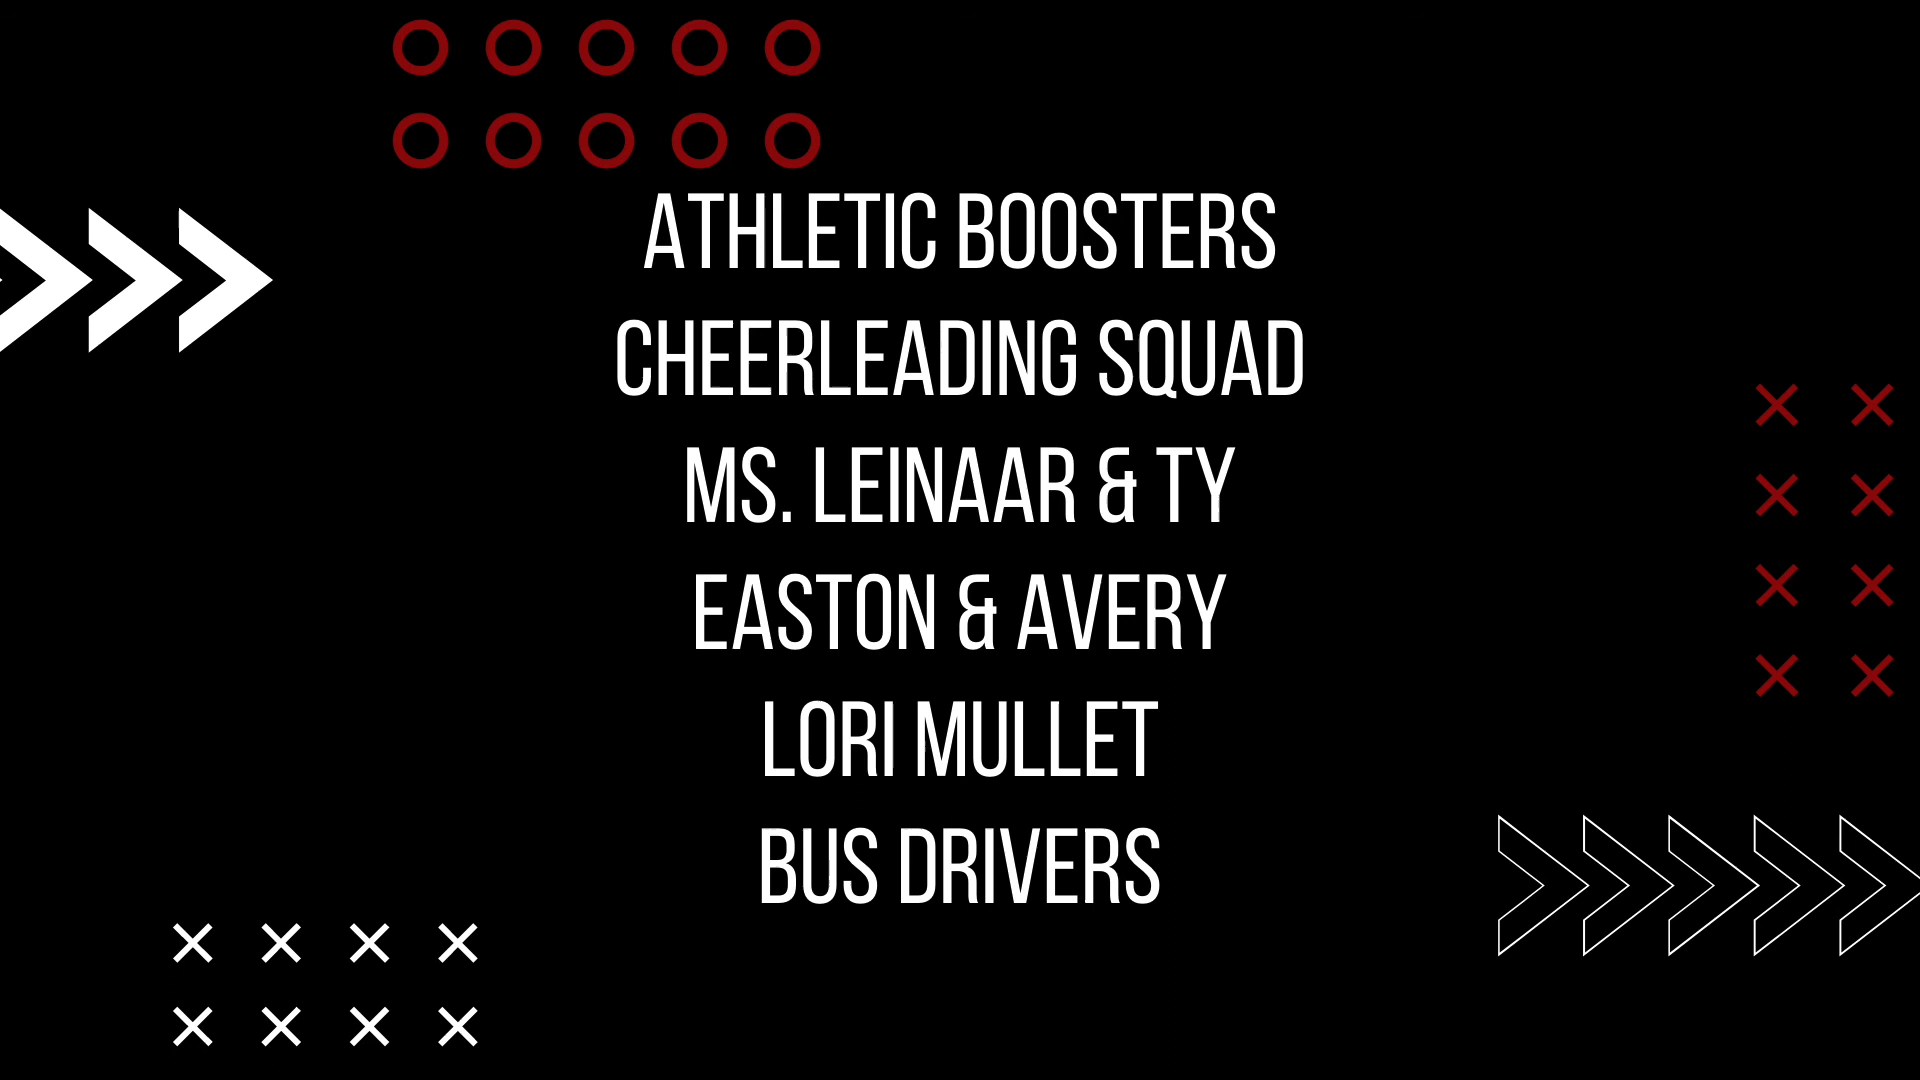 ATHLETIC BOOSTERS
CHEERLEADING SQUAD
MS. LEINAAR & TY
EASTON & AVERY
LORI MULLET
BUS DRIVERS